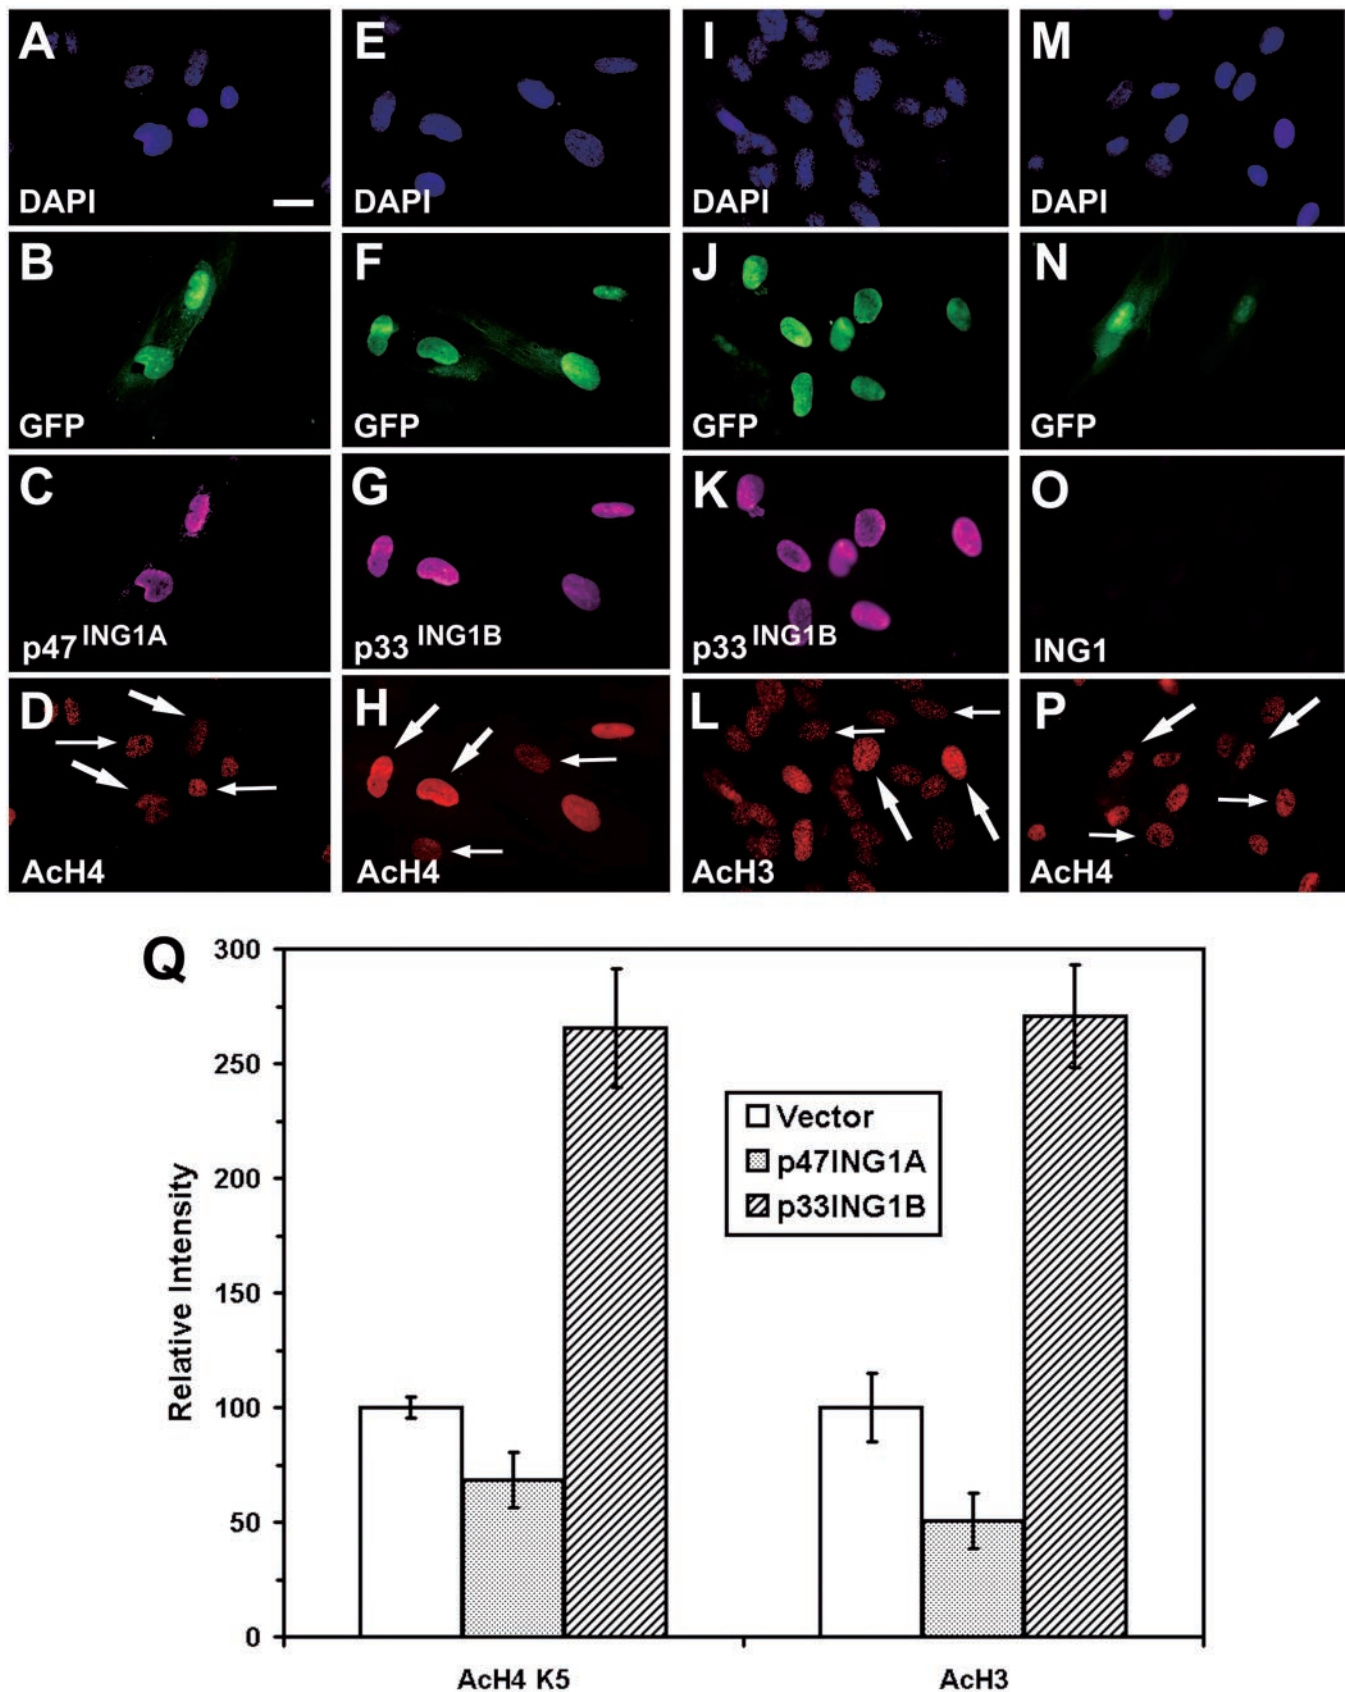 A
E
I
M
DAPI
DAPI
DAPI
DAPI
B
F
J
N
GFP
GFP
GFP
GFP
C
G
K
O
p47 ING1A
p33 ING1B
p33 ING1B
ING1
D
H
L
P
AcH4
AcH4
AcH3
AcH4
Q
300
250
200
150
100
50
0
Relative Intensity
Vector
p47ING1A
p33ING1B
AcH4 K5
AcH3